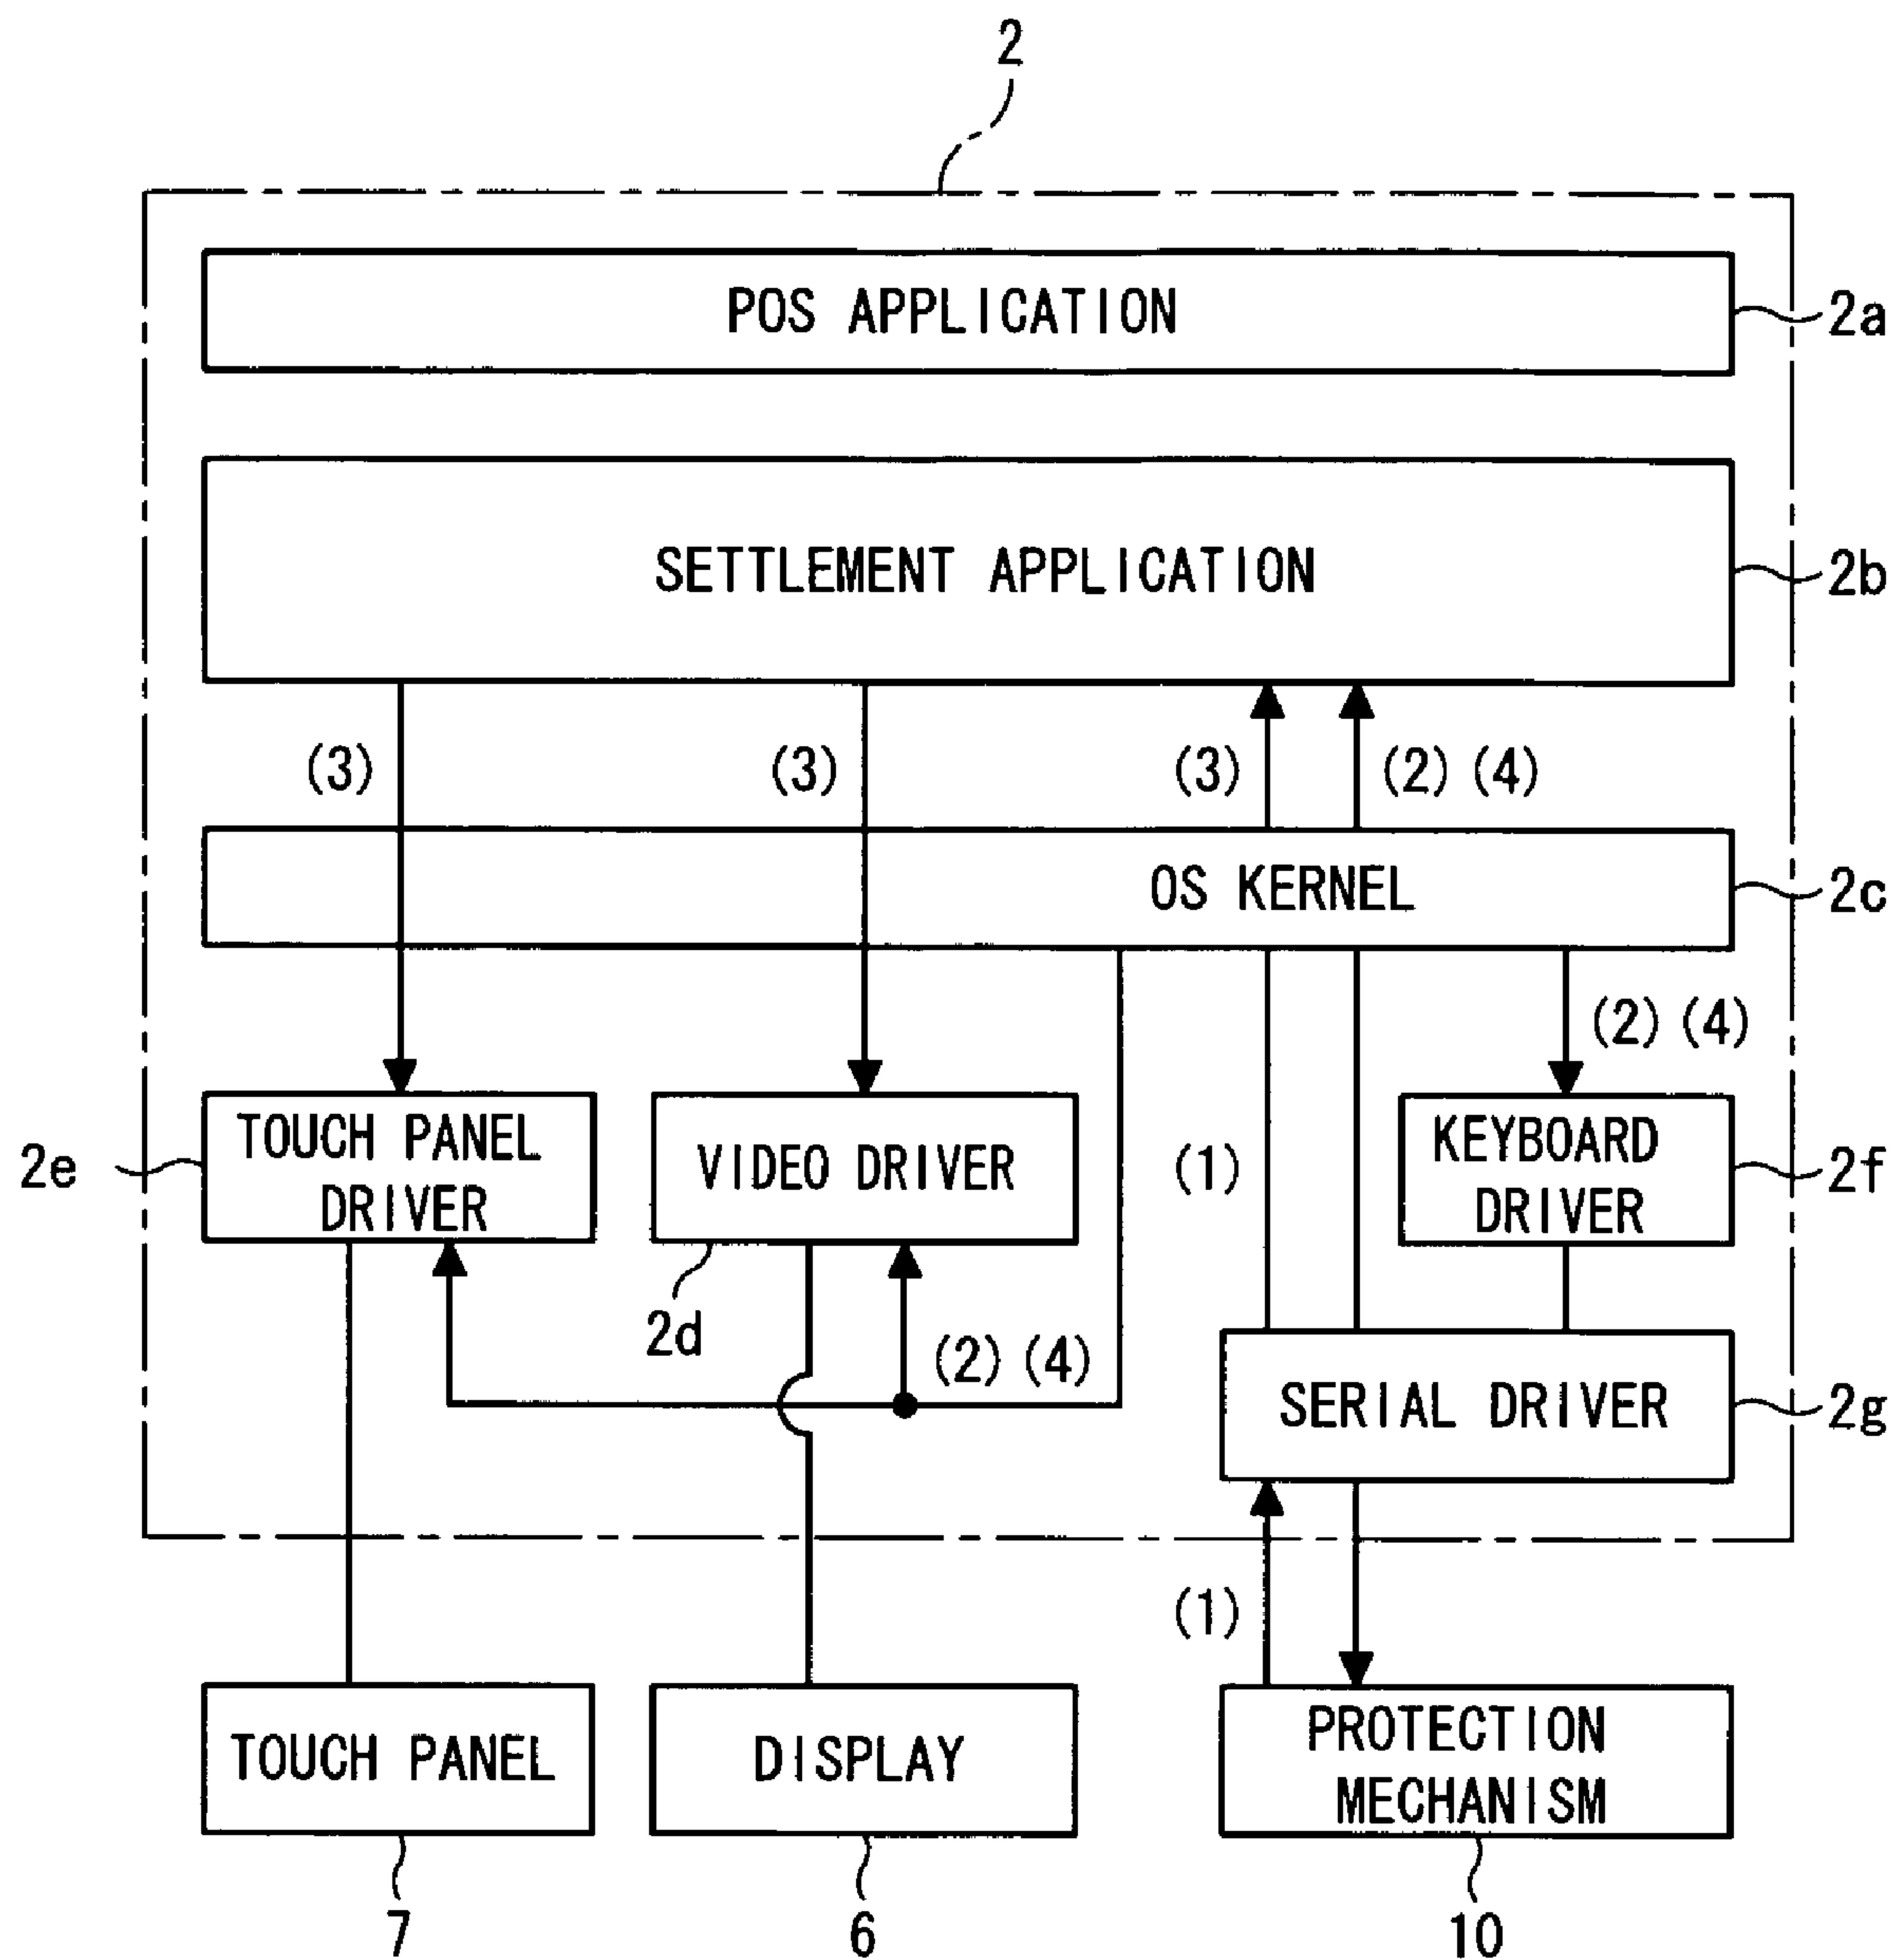 2
POS APPLICATION
2a
SETTLEMENT APPLICATION
2b
(3)
(3)
(3)
(2) (4)
OS KERNEL
2c
(2) (4)
2e
TOUCH PANEL
DRIVER
VIDEO DRIVER
(1)
KEYBOARD
DRIVER
2f
2d
(2) (4)
SERIAL DRIVER
2g
(1)
TOUCH PANEL
DISPLAY
PROTECTION
MECHANISM
7
6
10